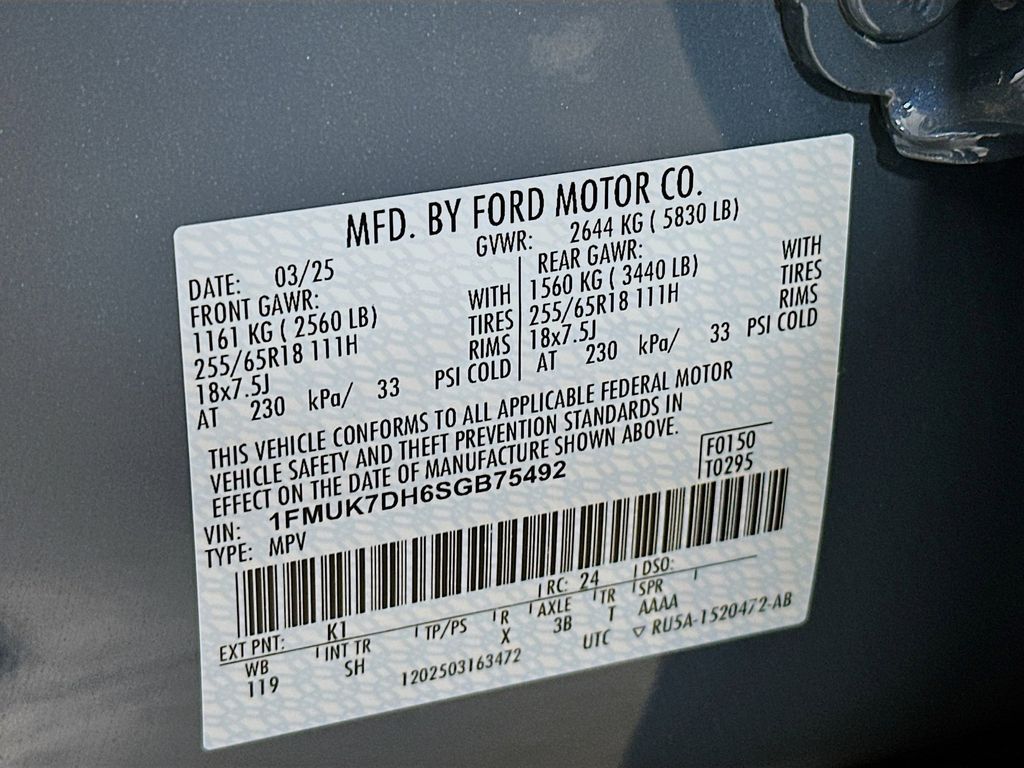 MFD. BY FORD MOTOR CO.
DATE: 03/25 GVWR: 2644 KG ( 5830 LB)
FRONT GAWR: REAR GAWR:
1161 KG ( 2560 LB) WITH 1560 KG ( 3440 LB) WITH
255/65R18 111H TIRES 255/65R18 111H TIRES
18x7.5J RIMS 18x7.5J RIMS
AT 230 kPa/ 33 PSI COLD AT 230 kPa/ 33 PSI COLD
THIS VEHICLE CONFORMS TO ALL APPLICABLE FEDERAL MOTOR
VEHICLE SAFETY AND THEFT PREVENTION STANDARDS IN
EFFECT ON THE DATE OF MANUFACTURE SHOWN ABOVE.
VIN: 1FMUK7DH6SGB75492 F0150
TYPE: MPV T0295
EXT PNT: K1 RC: 24 DSO:
WB INT TR TP/PS R AXLE TR SPR
119 SH X 3B T AAAA
1202503163472 UTC ▽ RU5A-1520472-AB